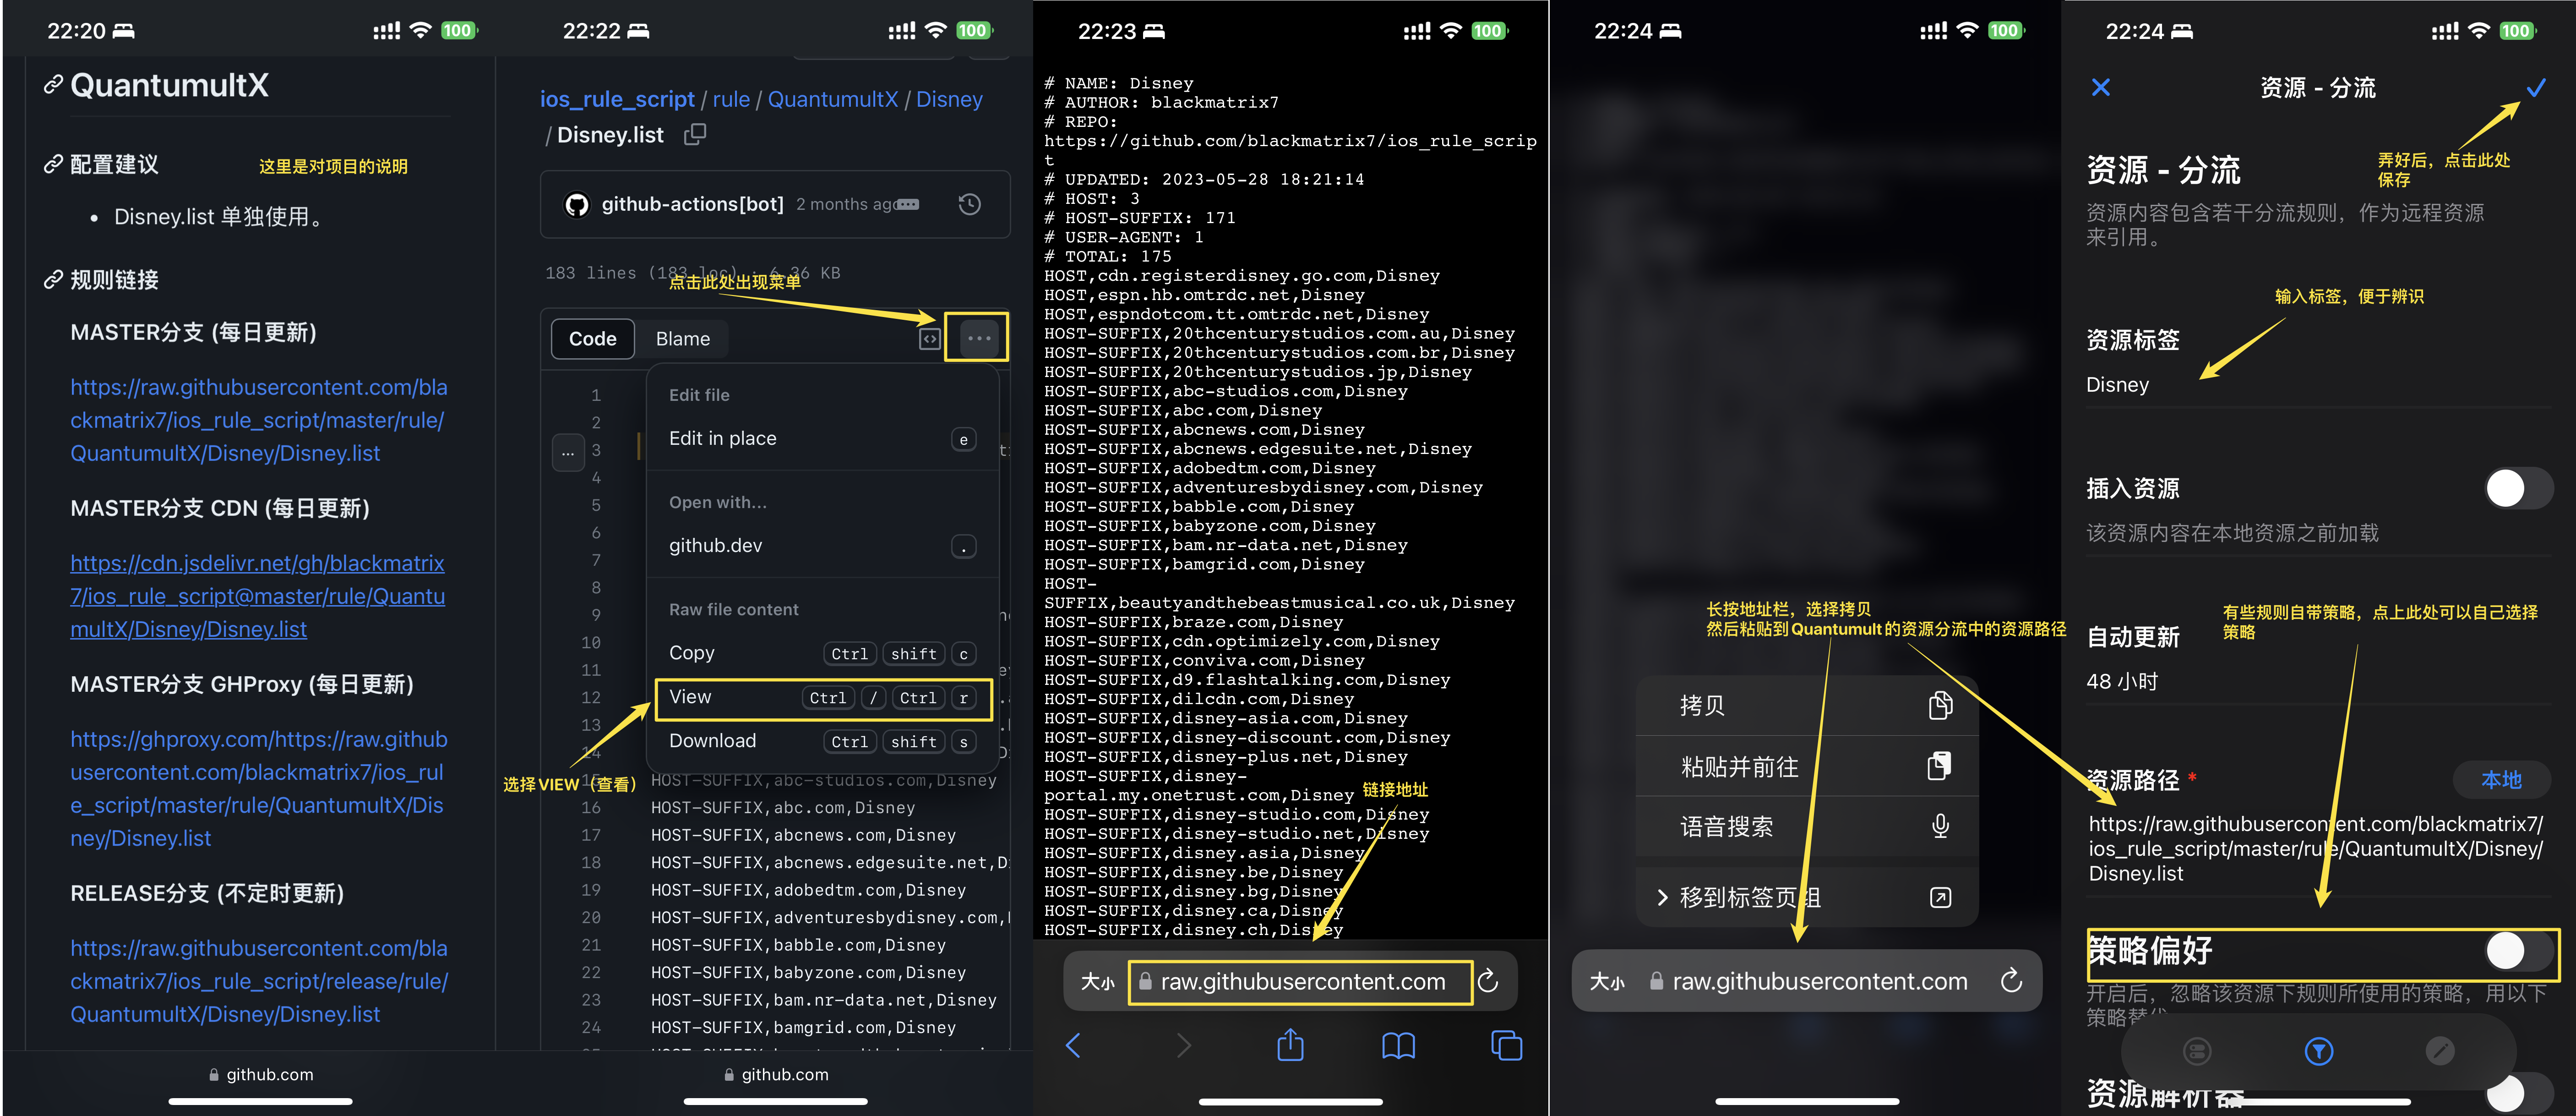 22:20
100
QuantumultX
配置建议
这里是对项目的说明
• Disney.list 单独使用。
规则链接
MASTER分支 (每日更新)
https://raw.githubusercontent.com/bla
ckmatrix7/ios_rule_script/master/rule/
QuantumultX/Disney/Disney.list
MASTER分支 CDN (每日更新)
https://cdn.jsdelivr.net/gh/blackmatrix
7/ios_rule_script@master/rule/Quantu
multX/Disney/Disney.list
MASTER分支 GHProxy (每日更新)
https://ghproxy.com/https://raw.github
usercontent.com/blackmatrix7/ios_rul
e_script/master/rule/QuantumultX/Dis
ney/Disney.list
RELEASE分支 (不定时更新)
https://raw.githubusercontent.com/bla
ckmatrix7/ios_rule_script/release/rule/
QuantumultX/Disney/Disney.list
github.com
22:22
100
ios_rule_script / rule / QuantumultX / Disney
/ Disney.list
github-actions[bot] 2 months ago
183 lines (183 loc) · 6.36 KB
点击此处出现菜单
Code Blame
1
Edit file
2
Edit in place e
3
4
Open with...
5
6
github.dev .
7
8
Raw file content
9
10
Copy Ctrl shift c
11
12
View Ctrl / Ctrl r
13
Download Ctrl shift s
14
选择VIEW（查看）
15 HOST-SUFFIX,abc-studios.com,Disney
16 HOST-SUFFIX,abc.com,Disney
17 HOST-SUFFIX,abcnews.com,Disney
18 HOST-SUFFIX,abcnews.edgesuite.net,D
19 HOST-SUFFIX,adobedtm.com,Disney
20 HOST-SUFFIX,adventuresbydisney.com,
21 HOST-SUFFIX,babble.com,Disney
22 HOST-SUFFIX,babyzone.com,Disney
23 HOST-SUFFIX,bam.nr-data.net,Disney
24 HOST-SUFFIX,bamgrid.com,Disney
github.com
22:23
100
# NAME: Disney
# AUTHOR: blackmatrix7
# REPO:
https://github.com/blackmatrix7/ios_rule_scrip
t
# UPDATED: 2023-05-28 18:21:14
# HOST: 3
# HOST-SUFFIX: 171
# USER-AGENT: 1
# TOTAL: 175
HOST,cdn.registerdisney.go.com,Disney
HOST,espn.hb.omtrdc.net,Disney
HOST,espndotcom.tt.omtrdc.net,Disney
HOST-SUFFIX,20thcenturystudios.com.au,Disney
HOST-SUFFIX,20thcenturystudios.com.br,Disney
HOST-SUFFIX,20thcenturystudios.jp,Disney
HOST-SUFFIX,abc-studios.com,Disney
HOST-SUFFIX,abc.com,Disney
HOST-SUFFIX,abcnews.com,Disney
HOST-SUFFIX,abcnews.edgesuite.net,Disney
HOST-SUFFIX,adobedtm.com,Disney
HOST-SUFFIX,adventuresbydisney.com,Disney
HOST-SUFFIX,babble.com,Disney
HOST-SUFFIX,babyzone.com,Disney
HOST-SUFFIX,bam.nr-data.net,Disney
HOST-SUFFIX,bamgrid.com,Disney
HOST-
SUFFIX,beautyandthebeastmusical.co.uk,Disney
HOST-SUFFIX,braze.com,Disney
HOST-SUFFIX,cdn.optimizely.com,Disney
HOST-SUFFIX,conviva.com,Disney
HOST-SUFFIX,d9.flashtalking.com,Disney
HOST-SUFFIX,dilcdn.com,Disney
HOST-SUFFIX,disney-asia.com,Disney
HOST-SUFFIX,disney-discount.com,Disney
HOST-SUFFIX,disney-plus.net,Disney
HOST-SUFFIX,disney-
portal.my.onetrust.com,Disney
链接地址
HOST-SUFFIX,disney-studio.com,Disney
HOST-SUFFIX,disney-studio.net,Disney
HOST-SUFFIX,disney.asia,Disney
HOST-SUFFIX,disney.be,Disney
HOST-SUFFIX,disney.bg,Disney
HOST-SUFFIX,disney.ca,Disney
HOST-SUFFIX,disney.ch,Disney
大小 raw.githubusercontent.com
22:24
100
长按地址栏，选择拷贝
然后粘贴到Quantumult的资源分流中的资源路径
拷贝
粘贴并前往
语音搜索
移到标签页组
大小 raw.githubusercontent.com
22:24
100
资源 - 分流
弄好后，点击此处
保存
资源 - 分流
资源内容包含若干分流规则，作为远程资源
来引用。
输入标签，便于辨识
资源标签
Disney
插入资源
该资源内容在本地资源之前加载
有些规则自带策略，点上此处可以自己选择
策略
自动更新
48 小时
资源路径 *
本地
https://raw.githubusercontent.com/blackmatrix7/
ios_rule_script/master/rule/QuantumultX/Disney/
Disney.list
策略偏好
开启后，忽略该资源下规则所使用的策略，用以下
策略替代
资源解析器